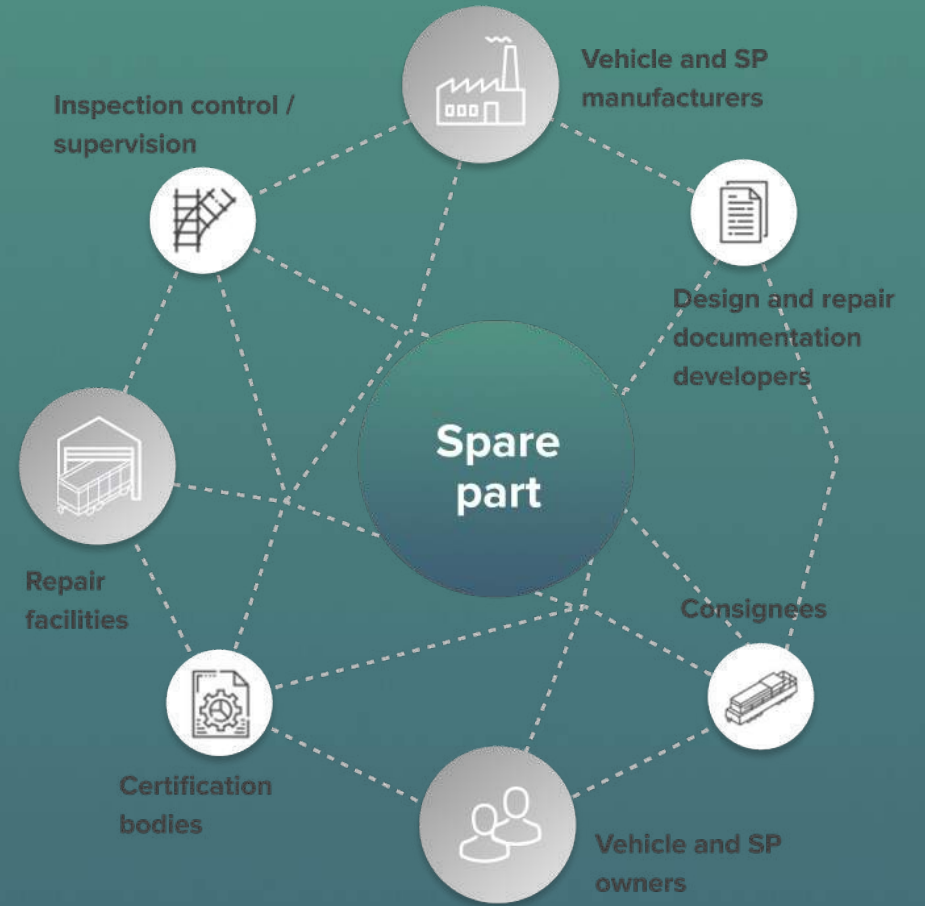 Vehicle and SP
manufacturers
Inspection control /
supervision
Design and repair
documentation
developers
Spare
part
Repair
facilities
Consignees
Certification
bodies
Vehicle and SP
owners